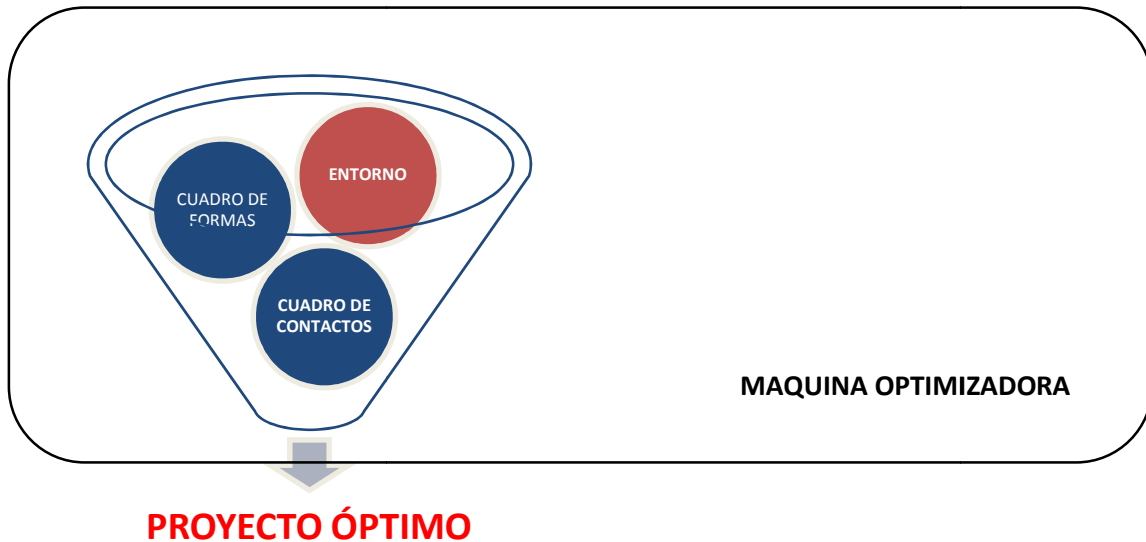 ENTORNO
CUADRO DE
FORMAS
CUADRO DE
CONTACTOS
MAQUINA OPTIMIZADORA
PROYECTO ÓPTIMO